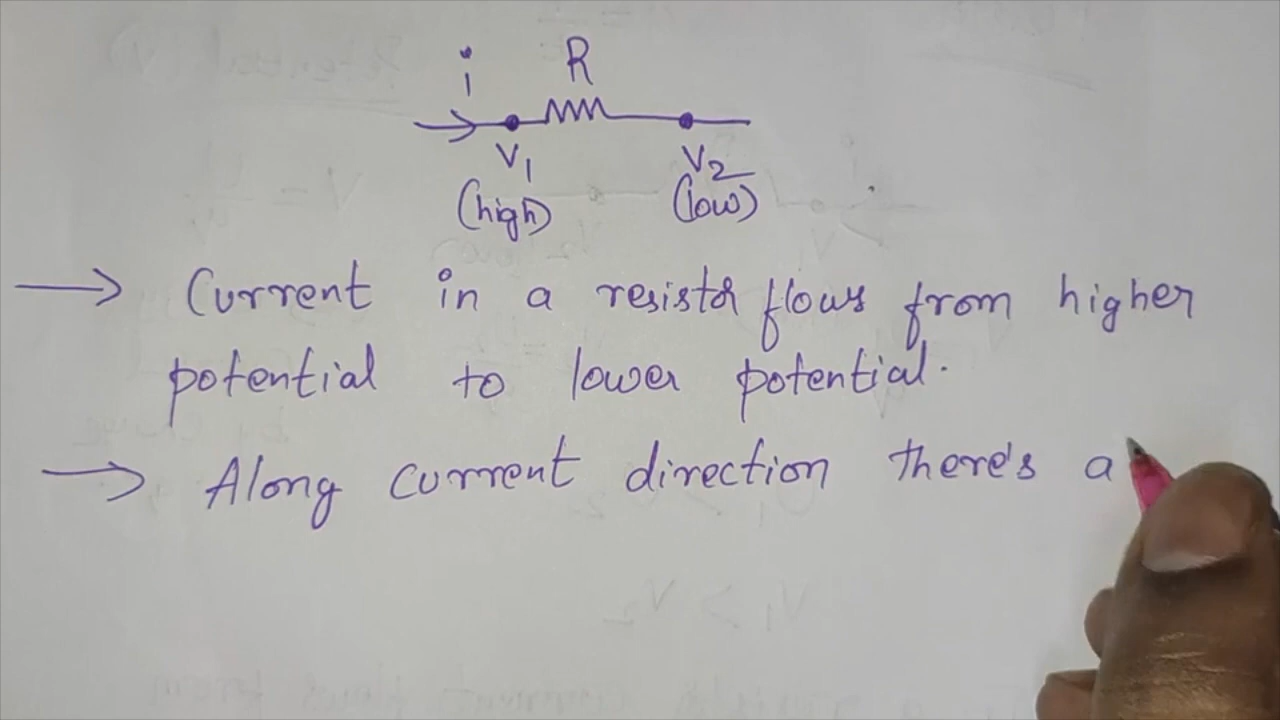 i R
V1 V2
(high) (low)
→ Current in a resistor flows from higher
potential to lower potential.
→ Along current direction there's a